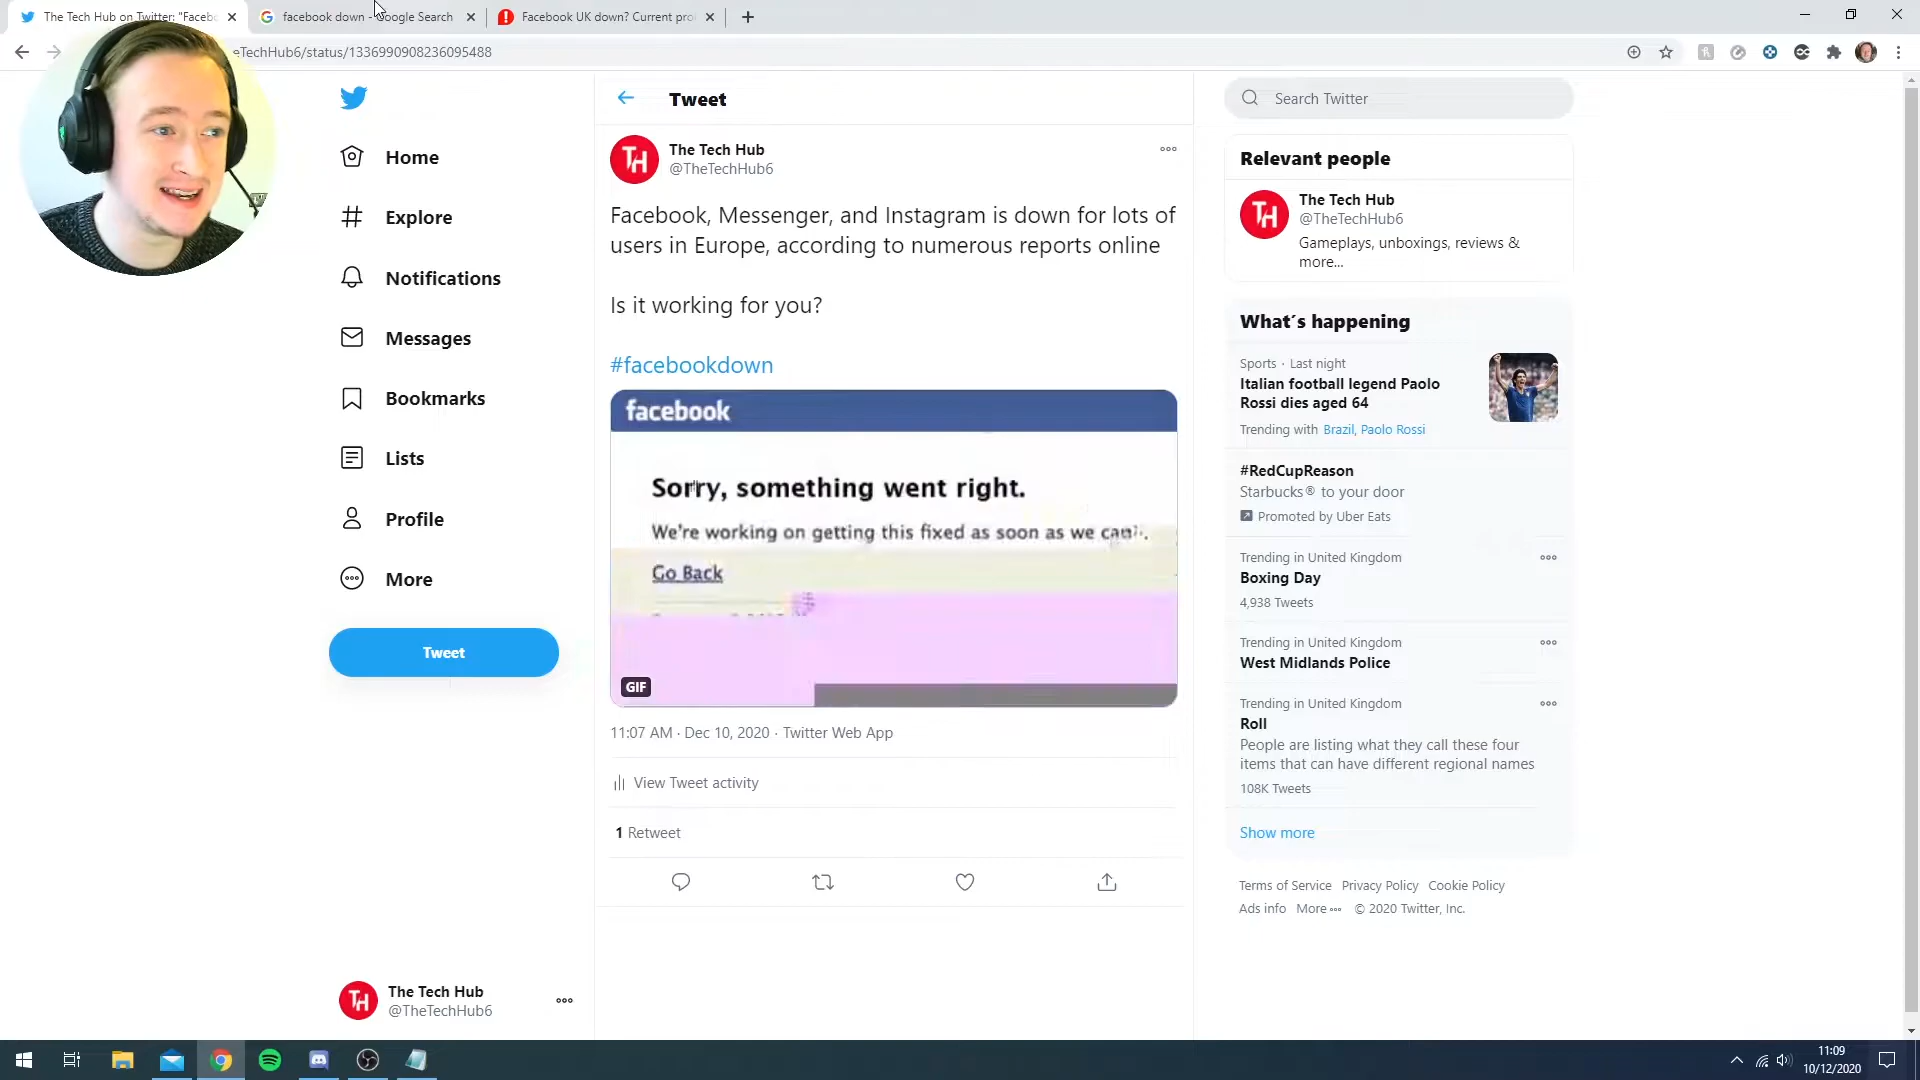 The Tech Hub on Twitter: "Faceb
facebook down - Google Search
Facebook UK down? Current pro
eTechHub6/status/1336990908236095488
Home
Explore
Notifications
Messages
Bookmarks
Lists
Profile
More
Tweet
The Tech Hub
@TheTechHub6
Tweet
TH
The Tech Hub
@TheTechHub6
Facebook, Messenger, and Instagram is down for lots of
users in Europe, according to numerous reports online
Is it working for you?
#facebookdown
facebook
Sorry, something went right.
We're working on getting this fixed as soon as we
Go Back
GIF
11:07 AM · Dec 10, 2020 · Twitter Web App
View Tweet activity
1 Retweet
Search Twitter
Relevant people
TH
The Tech Hub
@TheTechHub6
Gameplays, unboxings, reviews &
more...
What's happening
Sports · Last night
Italian football legend Paolo
Rossi dies aged 64
Trending with Brazil, Paolo Rossi
#RedCupReason
Starbucks® to your door
Promoted by Uber Eats
Trending in United Kingdom
Boxing Day
4,938 Tweets
Trending in United Kingdom
West Midlands Police
Trending in United Kingdom
Roll
People are listing what they call these four
items that can have different regional names
108K Tweets
Show more
Terms of Service Privacy Policy Cookie Policy
Ads info More ••• © 2020 Twitter, Inc.
TH
11:09
10/12/2020